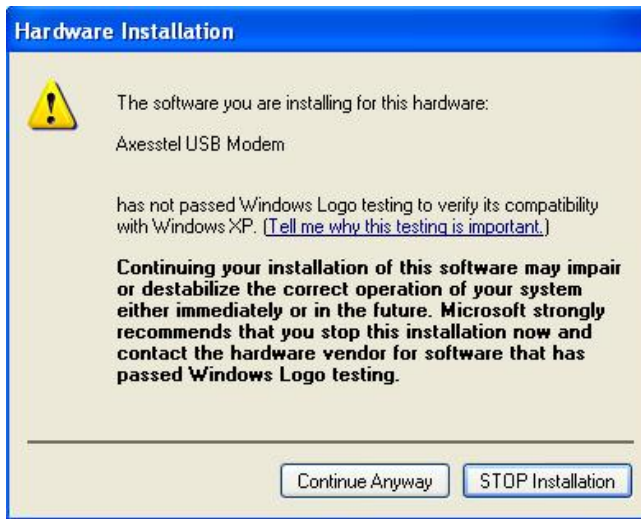 Hardware Installation
The software you are installing for this hardware:
Axesstel USB Modem
has not passed Windows Logo testing to verify its compatibility
with Windows XP. (Tell me why this testing is important.)
Continuing your installation of this software may impair
or destabilize the correct operation of your system
either immediately or in the future. Microsoft strongly
recommends that you stop this installation now and
contact the hardware vendor for software that has
passed Windows Logo testing.
Continue Anyway
STOP Installation